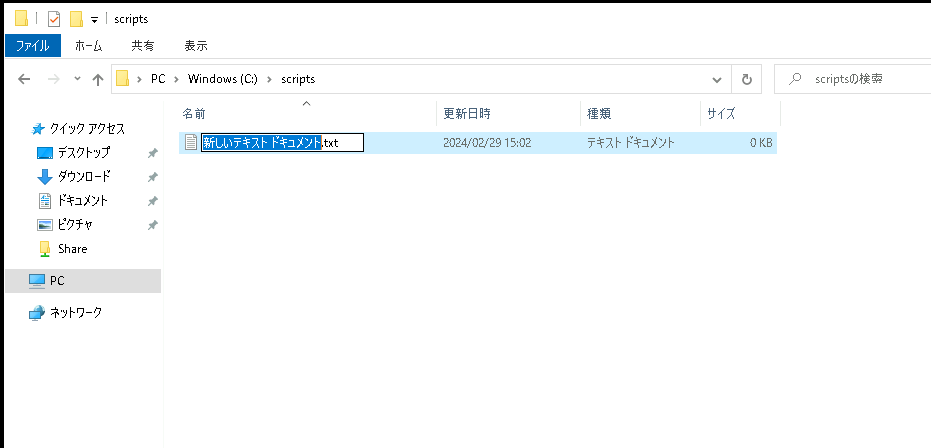 scripts
ファイル ホーム 共有 表示
PC Windows (C:) scripts scriptsの検索
名前 更新日時 種類 サイズ
新しいテキスト ドキュメント.txt 2024/02/29 15:02 テキスト ドキュメント 0 KB
クイック アクセス
デスクトップ
ダウンロード
ドキュメント
ピクチャ
Share
PC
ネットワーク